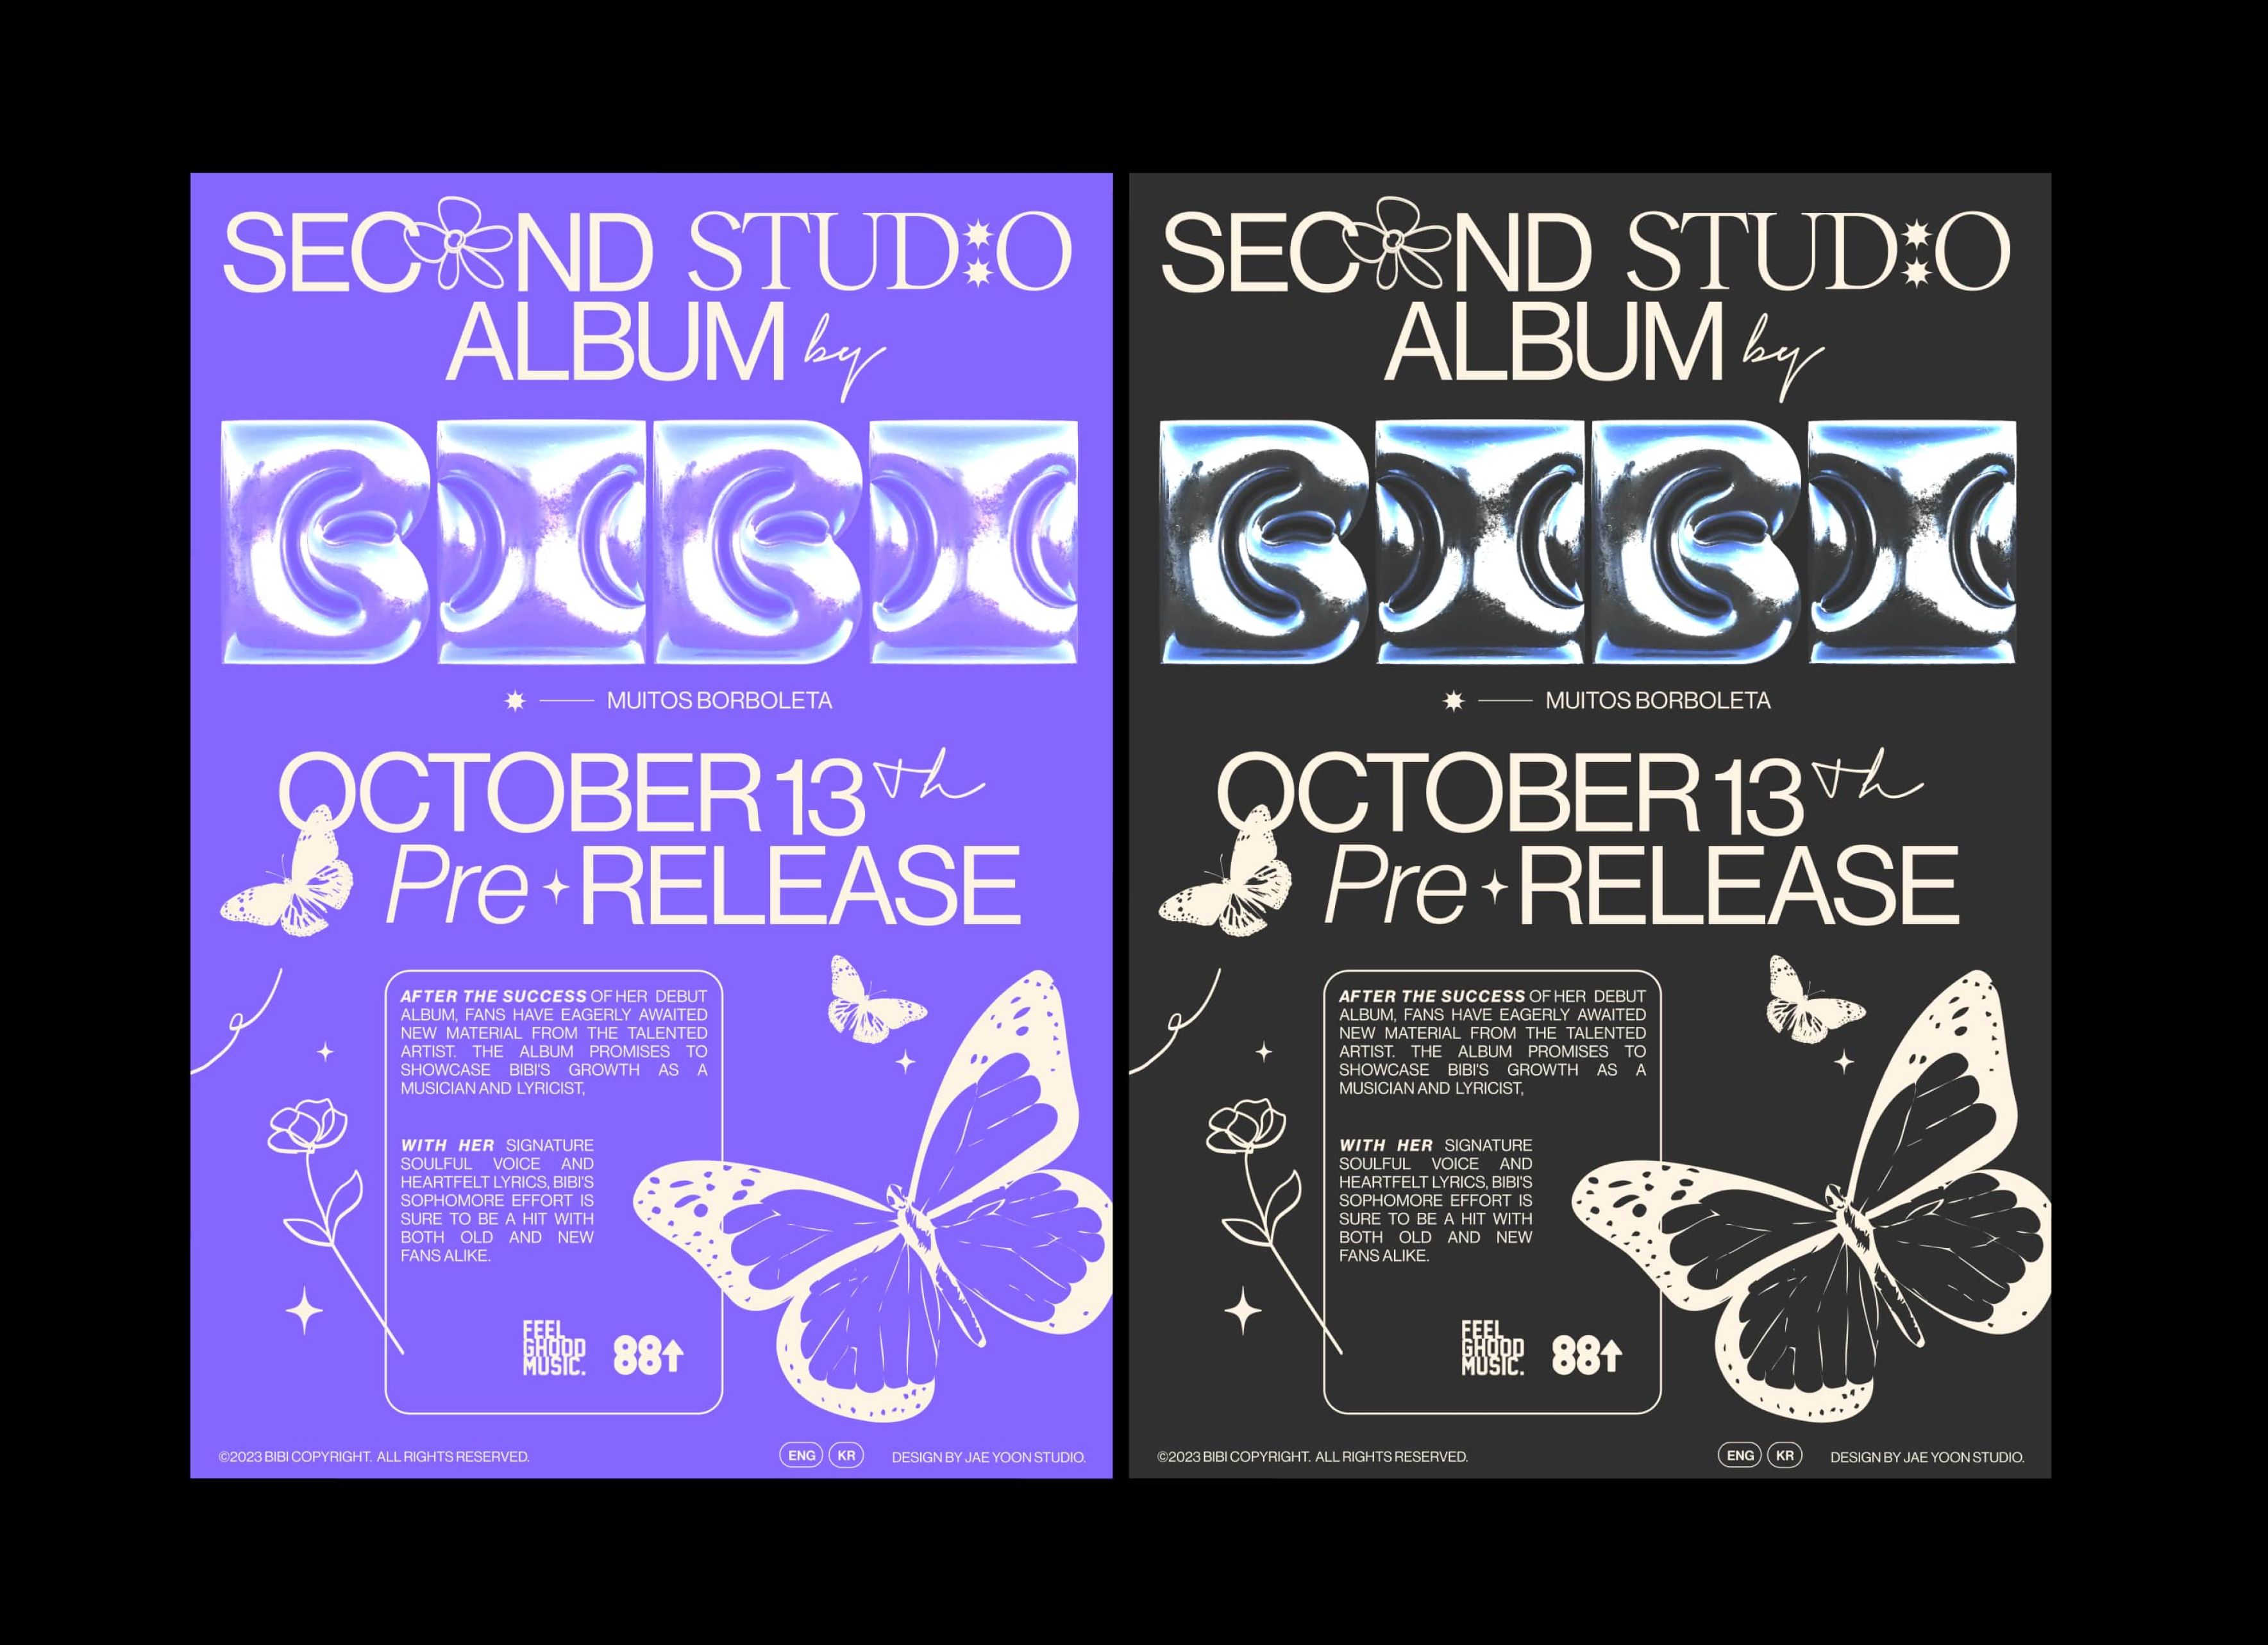 SECOND STUDIO
ALBUM by
BIBI
MUITOS BORBOLETA
OCTOBER 13th
Pre RELEASE
AFTER THE SUCCESS OF HER DEBUT
ALBUM, FANS HAVE EAGERLY AWAITED
NEW MATERIAL FROM THE TALENTED
ARTIST. THE ALBUM PROMISES TO
SHOWCASE BIBI'S GROWTH AS A
MUSICIAN AND LYRICIST,
WITH HER SIGNATURE
SOULFUL VOICE AND
HEARTFELT LYRICS, BIBI'S
SOPHOMORE EFFORT IS
SURE TO BE A HIT WITH
BOTH OLD AND NEW
FANS ALIKE.
FEEL
GHOOD
MUSIC.
88↑
©2023 BIBI COPYRIGHT. ALL RIGHTS RESERVED.
ENG KR
DESIGN BY JAE YOON STUDIO.
SECOND STUDIO
ALBUM by
BIBI
MUITOS BORBOLETA
OCTOBER 13th
Pre RELEASE
AFTER THE SUCCESS OF HER DEBUT
ALBUM, FANS HAVE EAGERLY AWAITED
NEW MATERIAL FROM THE TALENTED
ARTIST. THE ALBUM PROMISES TO
SHOWCASE BIBI'S GROWTH AS A
MUSICIAN AND LYRICIST,
WITH HER SIGNATURE
SOULFUL VOICE AND
HEARTFELT LYRICS, BIBI'S
SOPHOMORE EFFORT IS
SURE TO BE A HIT WITH
BOTH OLD AND NEW
FANS ALIKE.
FEEL
GHOOD
MUSIC.
88↑
©2023 BIBI COPYRIGHT. ALL RIGHTS RESERVED.
ENG KR
DESIGN BY JAE YOON STUDIO.